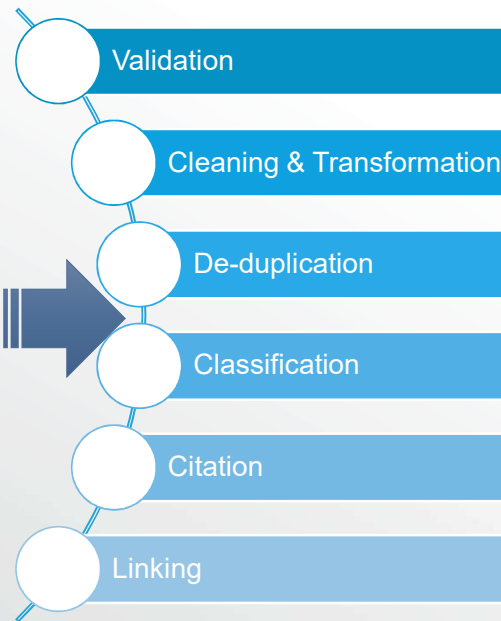 Validation
Cleaning & Transformation
De-duplication
Classification
Citation
Linking